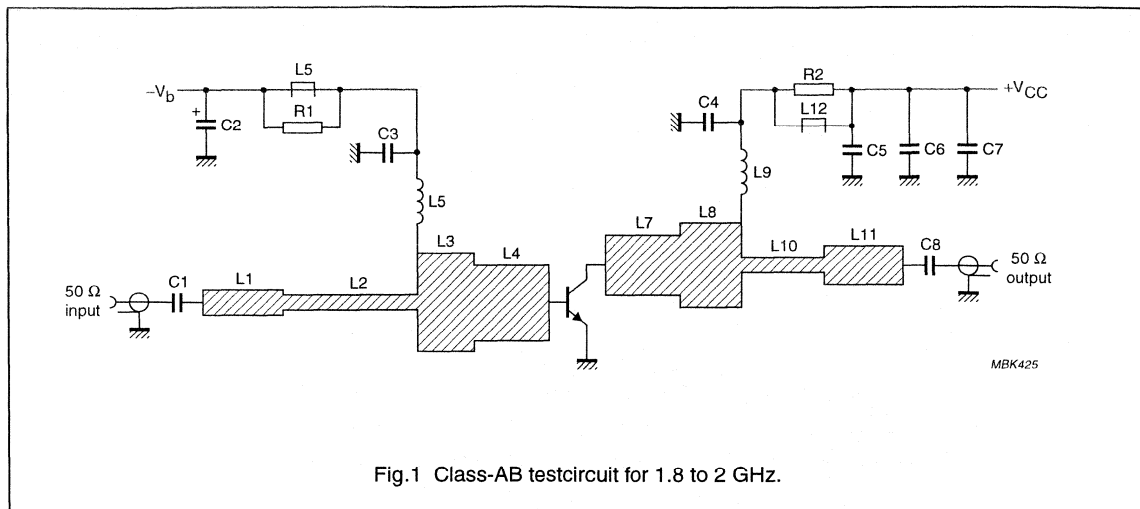 L5
R2
−Vb
+VCC
+
R1
C4
L12
C2
C3
C5
C6
C7
L9
L5
L7
L8
L3
L4
L10
L11
C8
50 Ω
output
C1
L1
L2
50 Ω
input
MBK425
Fig.1 Class-AB testcircuit for 1.8 to 2 GHz.